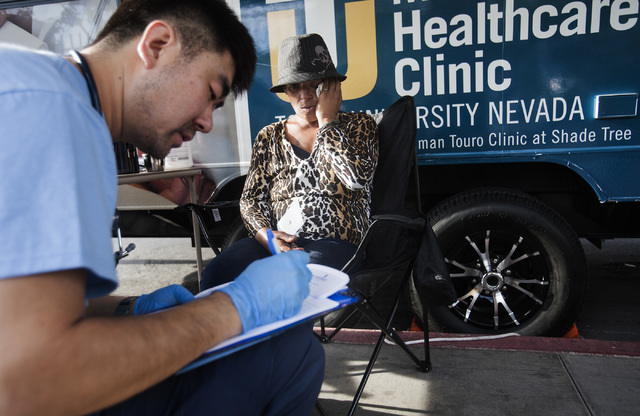 Healthcare
Clinic
RSITY NEVADA
man Touro Clinic at Shade Tree